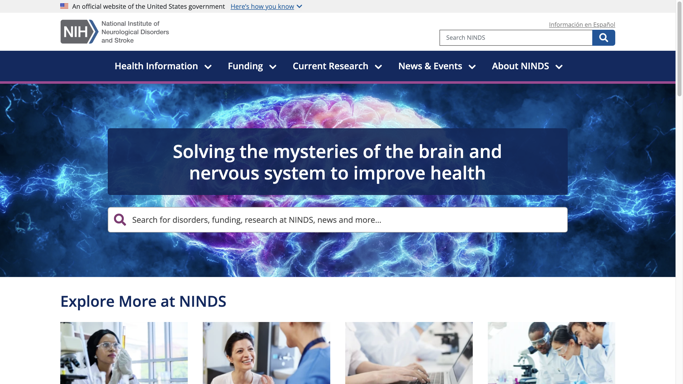 An official website of the United States government Here's how you know
Información en Español
NIH
National Institute of
Neurological Disorders
and Stroke
Search NINDS
Health Information Funding Current Research News & Events About NINDS
Solving the mysteries of the brain and
nervous system to improve health
Search for disorders, funding, research at NINDS, news and more...
Explore More at NINDS